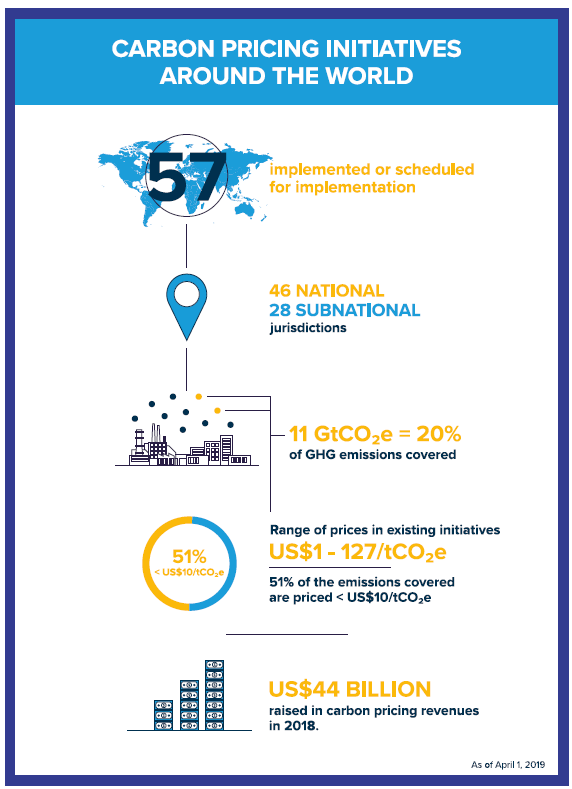 CARBON PRICING INITIATIVES
AROUND THE WORLD
57
implemented or scheduled
for implementation
46 NATIONAL
28 SUBNATIONAL
jurisdictions
11 GtCO₂e = 20%
of GHG emissions covered
51%
< US$10/tCO₂e
Range of prices in existing initiatives
US$1 - 127/tCO₂e
51% of the emissions covered
are priced < US$10/tCO₂e
US$44 BILLION
raised in carbon pricing revenues
in 2018.
As of April 1, 2019